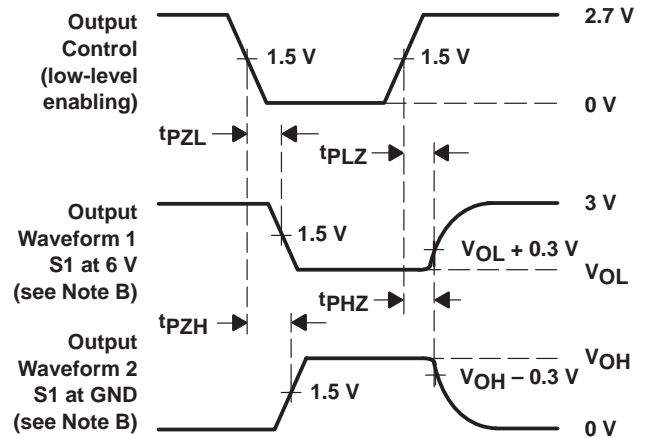 Output
Control
(low-level
enabling)
2.7 V
1.5 V
1.5 V
0 V
tPZL
tPLZ
Output
Waveform 1
S1 at 6 V
(see Note B)
3 V
1.5 V
VOL + 0.3 V
VOL
tPHZ
tPZH
Output
Waveform 2
S1 at GND
(see Note B)
VOH
VOH – 0.3 V
1.5 V
0 V